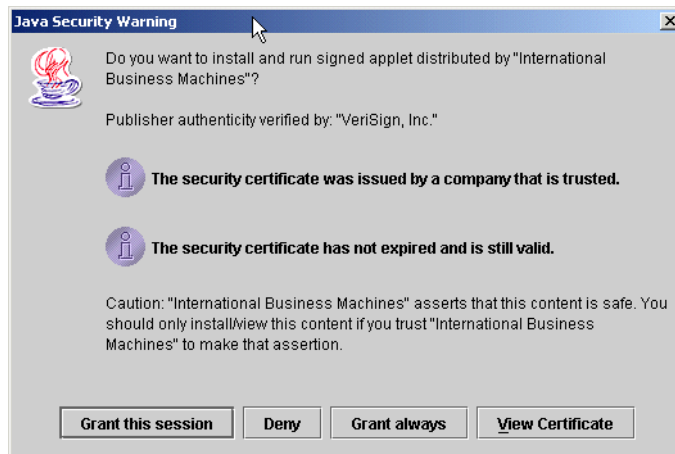 Java Security Warning
Do you want to install and run signed applet distributed by "International
Business Machines"?
Publisher authenticity verified by: "VeriSign, Inc."
The security certificate was issued by a company that is trusted.
The security certificate has not expired and is still valid.
Caution: "International Business Machines" asserts that this content is safe. You
should only install/view this content if you trust "International Business
Machines" to make that assertion.
Grant this session Deny Grant always View Certificate